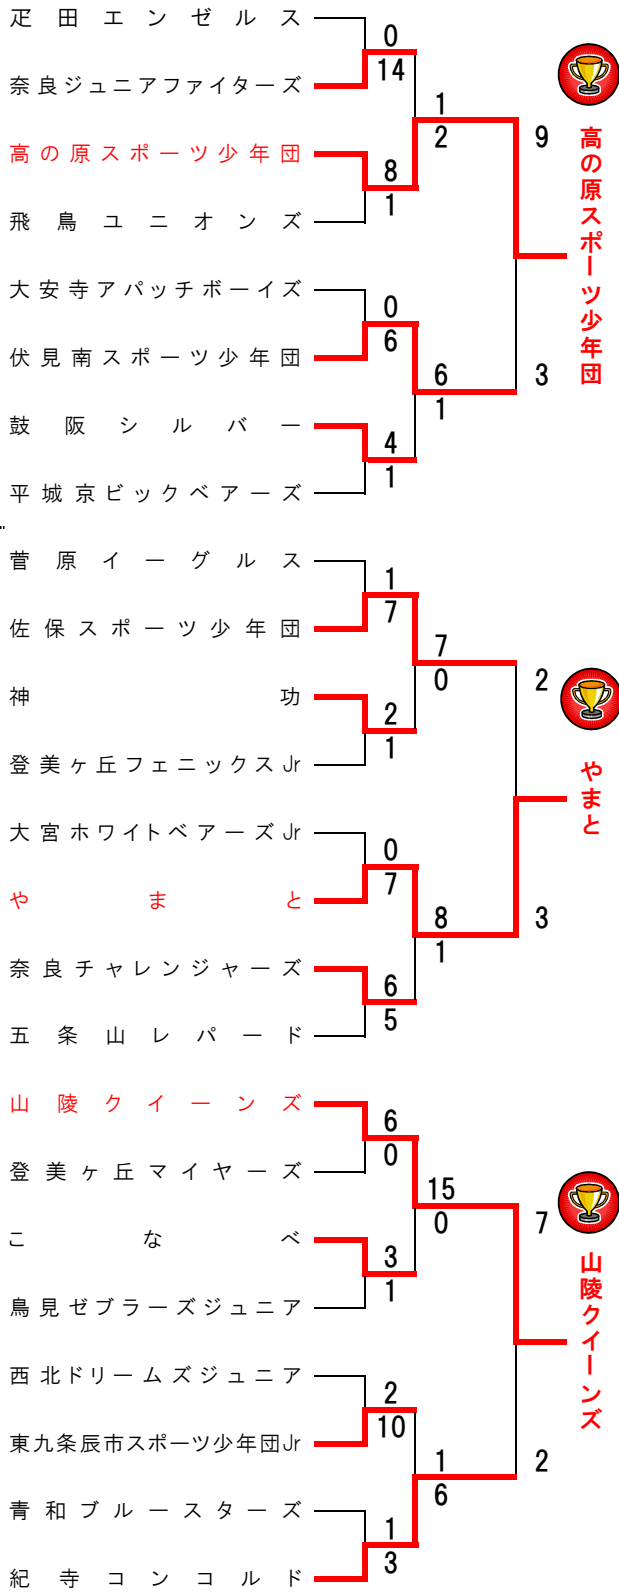 疋田エンゼルス
0
奈良ジュニアファイターズ
14
1
2
9
高の原スポーツ少年団
高の原スポーツ少年団
8
1
飛鳥ユニオンズ
大安寺アパッチボーイズ
0
伏見南スポーツ少年団
6
6
1
3
鼓阪シルバー
4
1
平城京ビックベアーズ
菅原イーグルス
1
佐保スポーツ少年団
7
7
0
2
神功
2
1
登美ヶ丘フェニックスJr
やまと
大宮ホワイトベアーズJr
0
やまと
7
8
1
3
奈良チャレンジャーズ
6
5
五条山レパード
山陵クイーンズ
6
0
登美ヶ丘マイヤーズ
15
0
7
こなべ
3
1
鳥見ゼブラーズジュニア
山陵クイーンズ
西北ドリームズジュニア
2
東九条辰市スポーツ少年団Jr
10
1
6
2
青和ブルースターズ
1
3
紀寺コンコルド